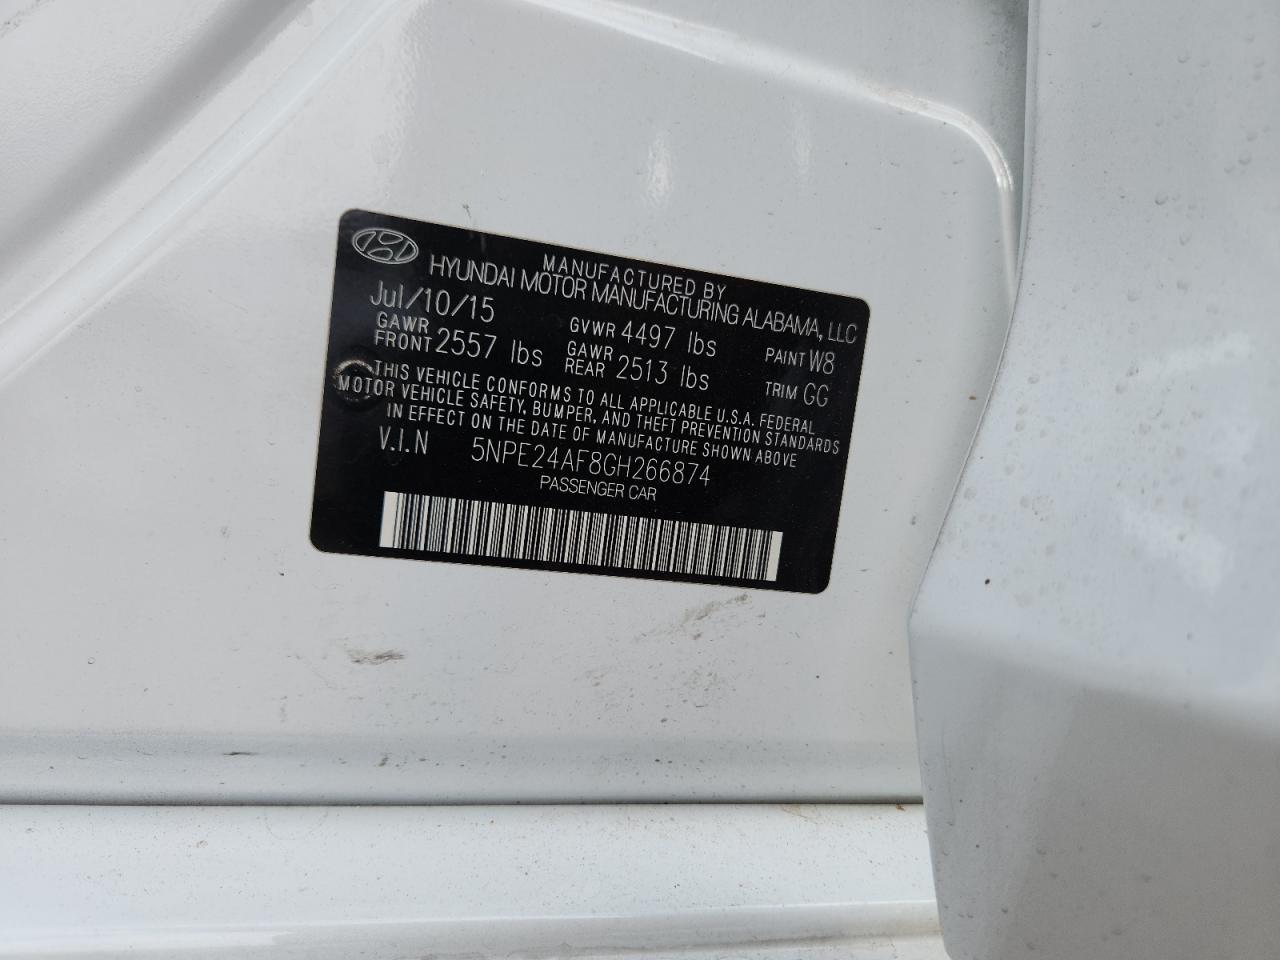 MANUFACTURED BY
HYUNDAI MOTOR MANUFACTURING ALABAMA, LLC
Jul/10/15 GVWR 4497 lbs PAINT W8
GAWR FRONT 2557 lbs GAWR REAR 2513 lbs TRIM GG
THIS VEHICLE CONFORMS TO ALL APPLICABLE U.S.A. FEDERAL
MOTOR VEHICLE SAFETY, BUMPER, AND THEFT PREVENTION STANDARDS
IN EFFECT ON THE DATE OF MANUFACTURE SHOWN ABOVE
V.I.N 5NPE24AF8GH266874
PASSENGER CAR